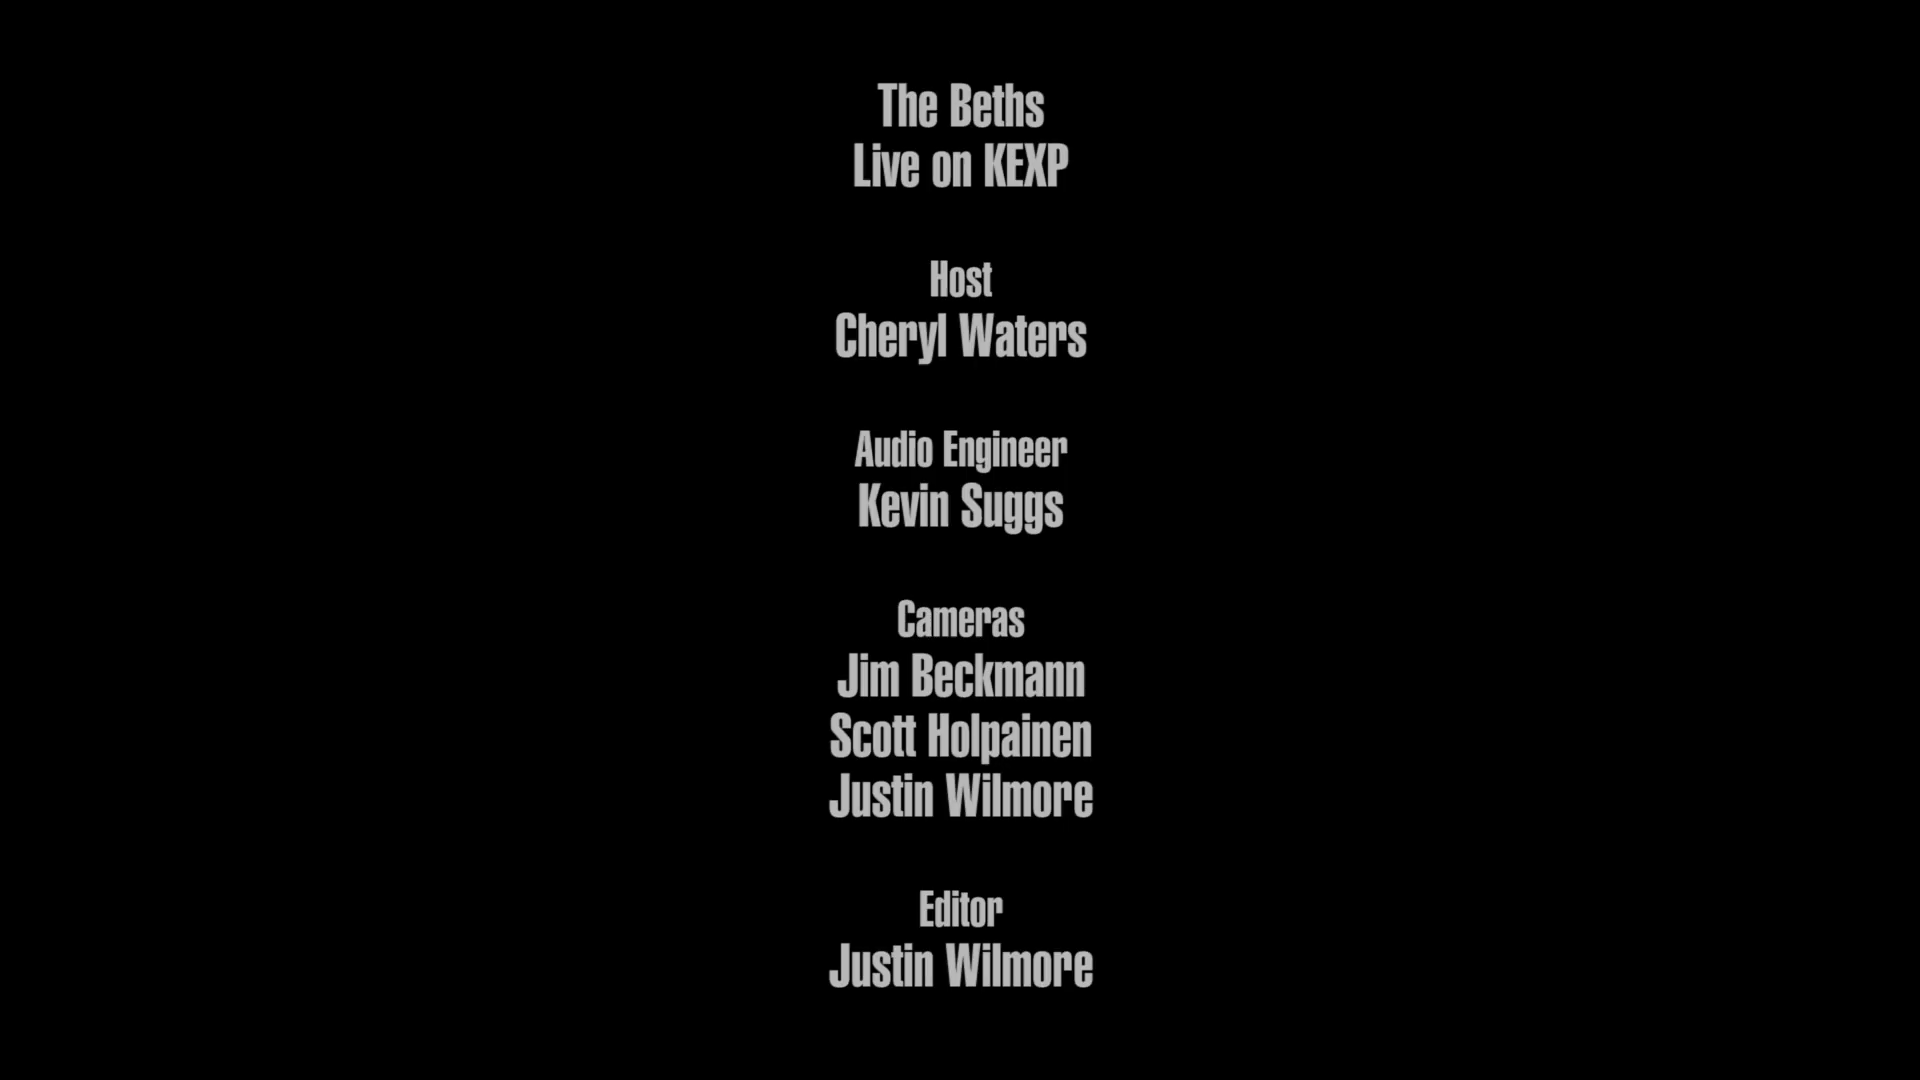 The Beths
Live on KEXP
Host
Cheryl Waters
Audio Engineer
Kevin Suggs
Cameras
Jim Beckmann
Scott Holpainen
Justin Wilmore
Editor
Justin Wilmore